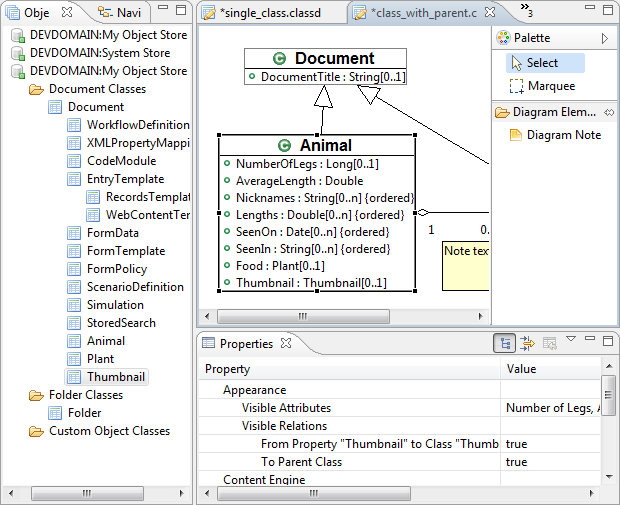 Obje
Navi
DEVDOMAIN:My Object Store
DEVDOMAIN:System Store
DEVDOMAIN:My Object Store
Document Classes
Document
WorkflowDefinition
XMLPropertyMappi
CodeModule
EntryTemplate
RecordsTemplat
WebContentTer
FormData
FormTemplate
FormPolicy
ScenarioDefinition
Simulation
StoredSearch
Animal
Plant
Thumbnail
Folder Classes
Folder
Custom Object Classes
*single_class.classd
*class_with_parent.c
»3
Document
DocumentTitle : String[0..1]
Animal
NumberOfLegs : Long[0..1]
AverageLength : Double
Nicknames : String[0..n] {ordered}
Lengths : Double[0..n] {ordered}
SeenOn : Date[0..n] {ordered}
SeenIn : String[0..n] {ordered}
Food : Plant[0..1]
Thumbnail : Thumbnail[0..1]
1
0.
Note text
Palette
Select
Marquee
Diagram Elem...
Diagram Note
Properties
Property Value
Appearance
Visible Attributes Number of Legs, A
Visible Relations
From Property "Thumbnail" to Class "Thumb true
To Parent Class true
Content Engine